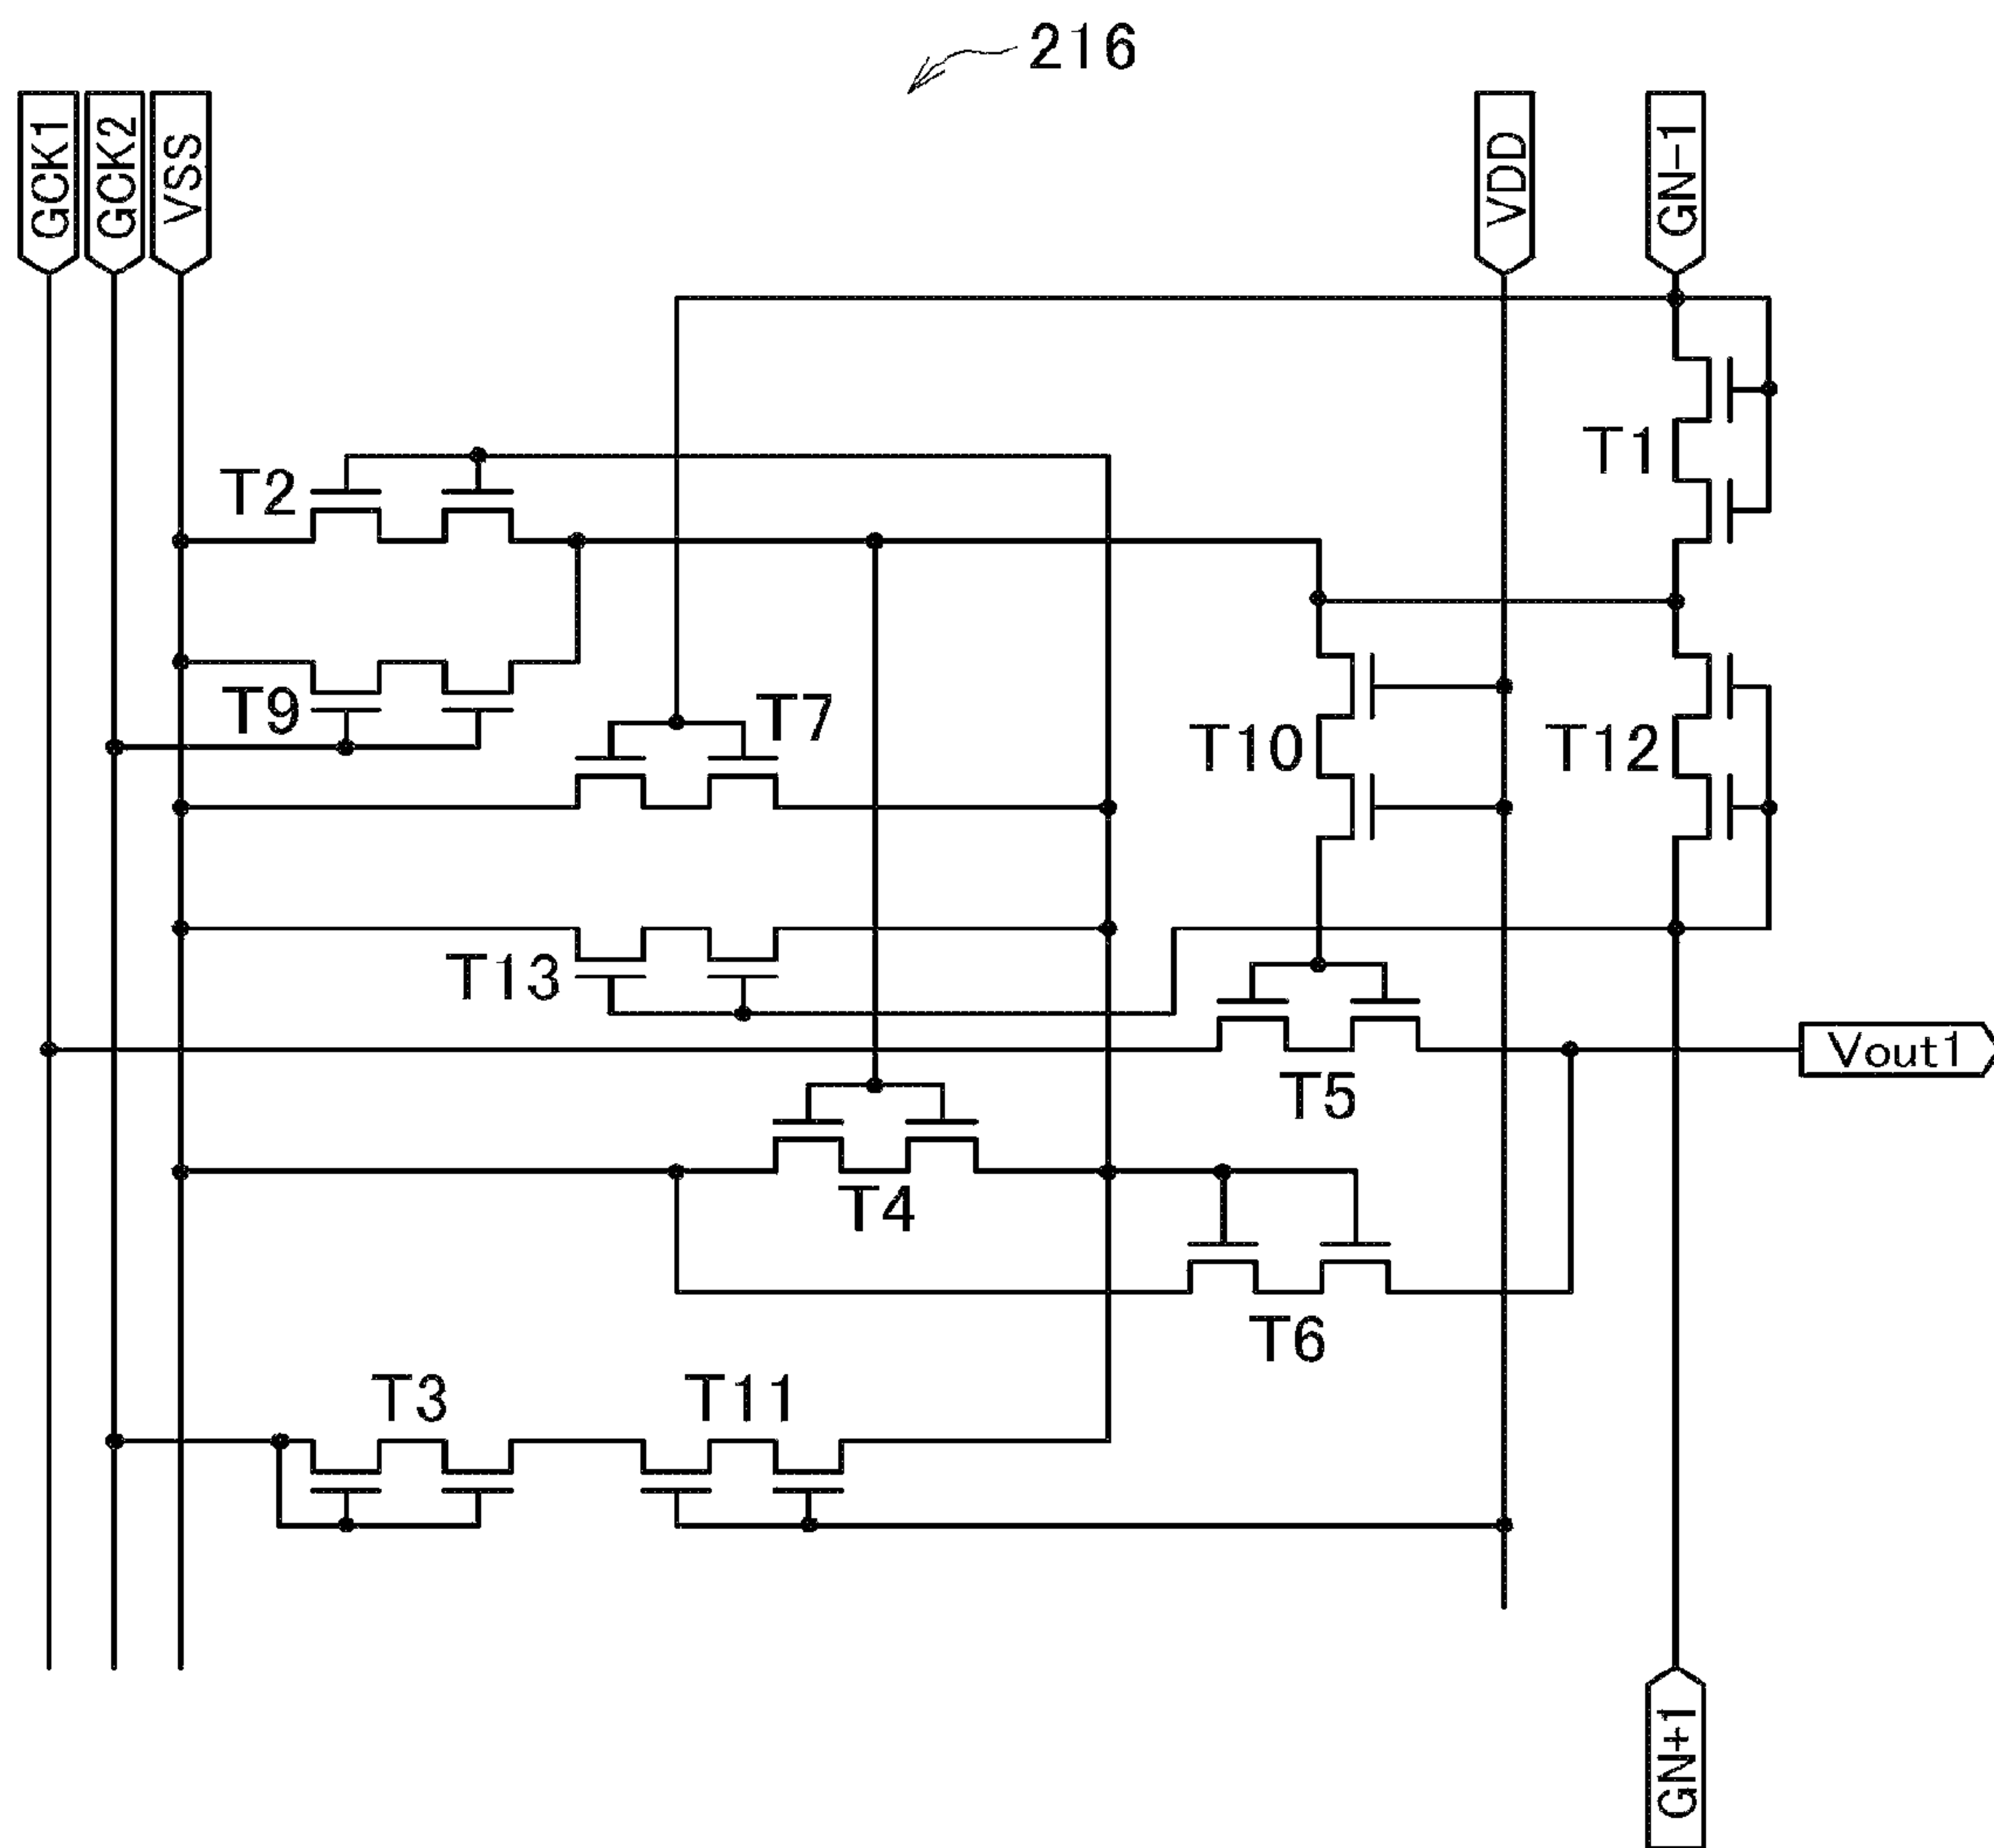 216
GCK1
GCK2
VSS
VDD
GN-1
T1
T2
T9
T7
T10
T12
T13
Vout1
T5
T4
T6
T3
T11
GN+1